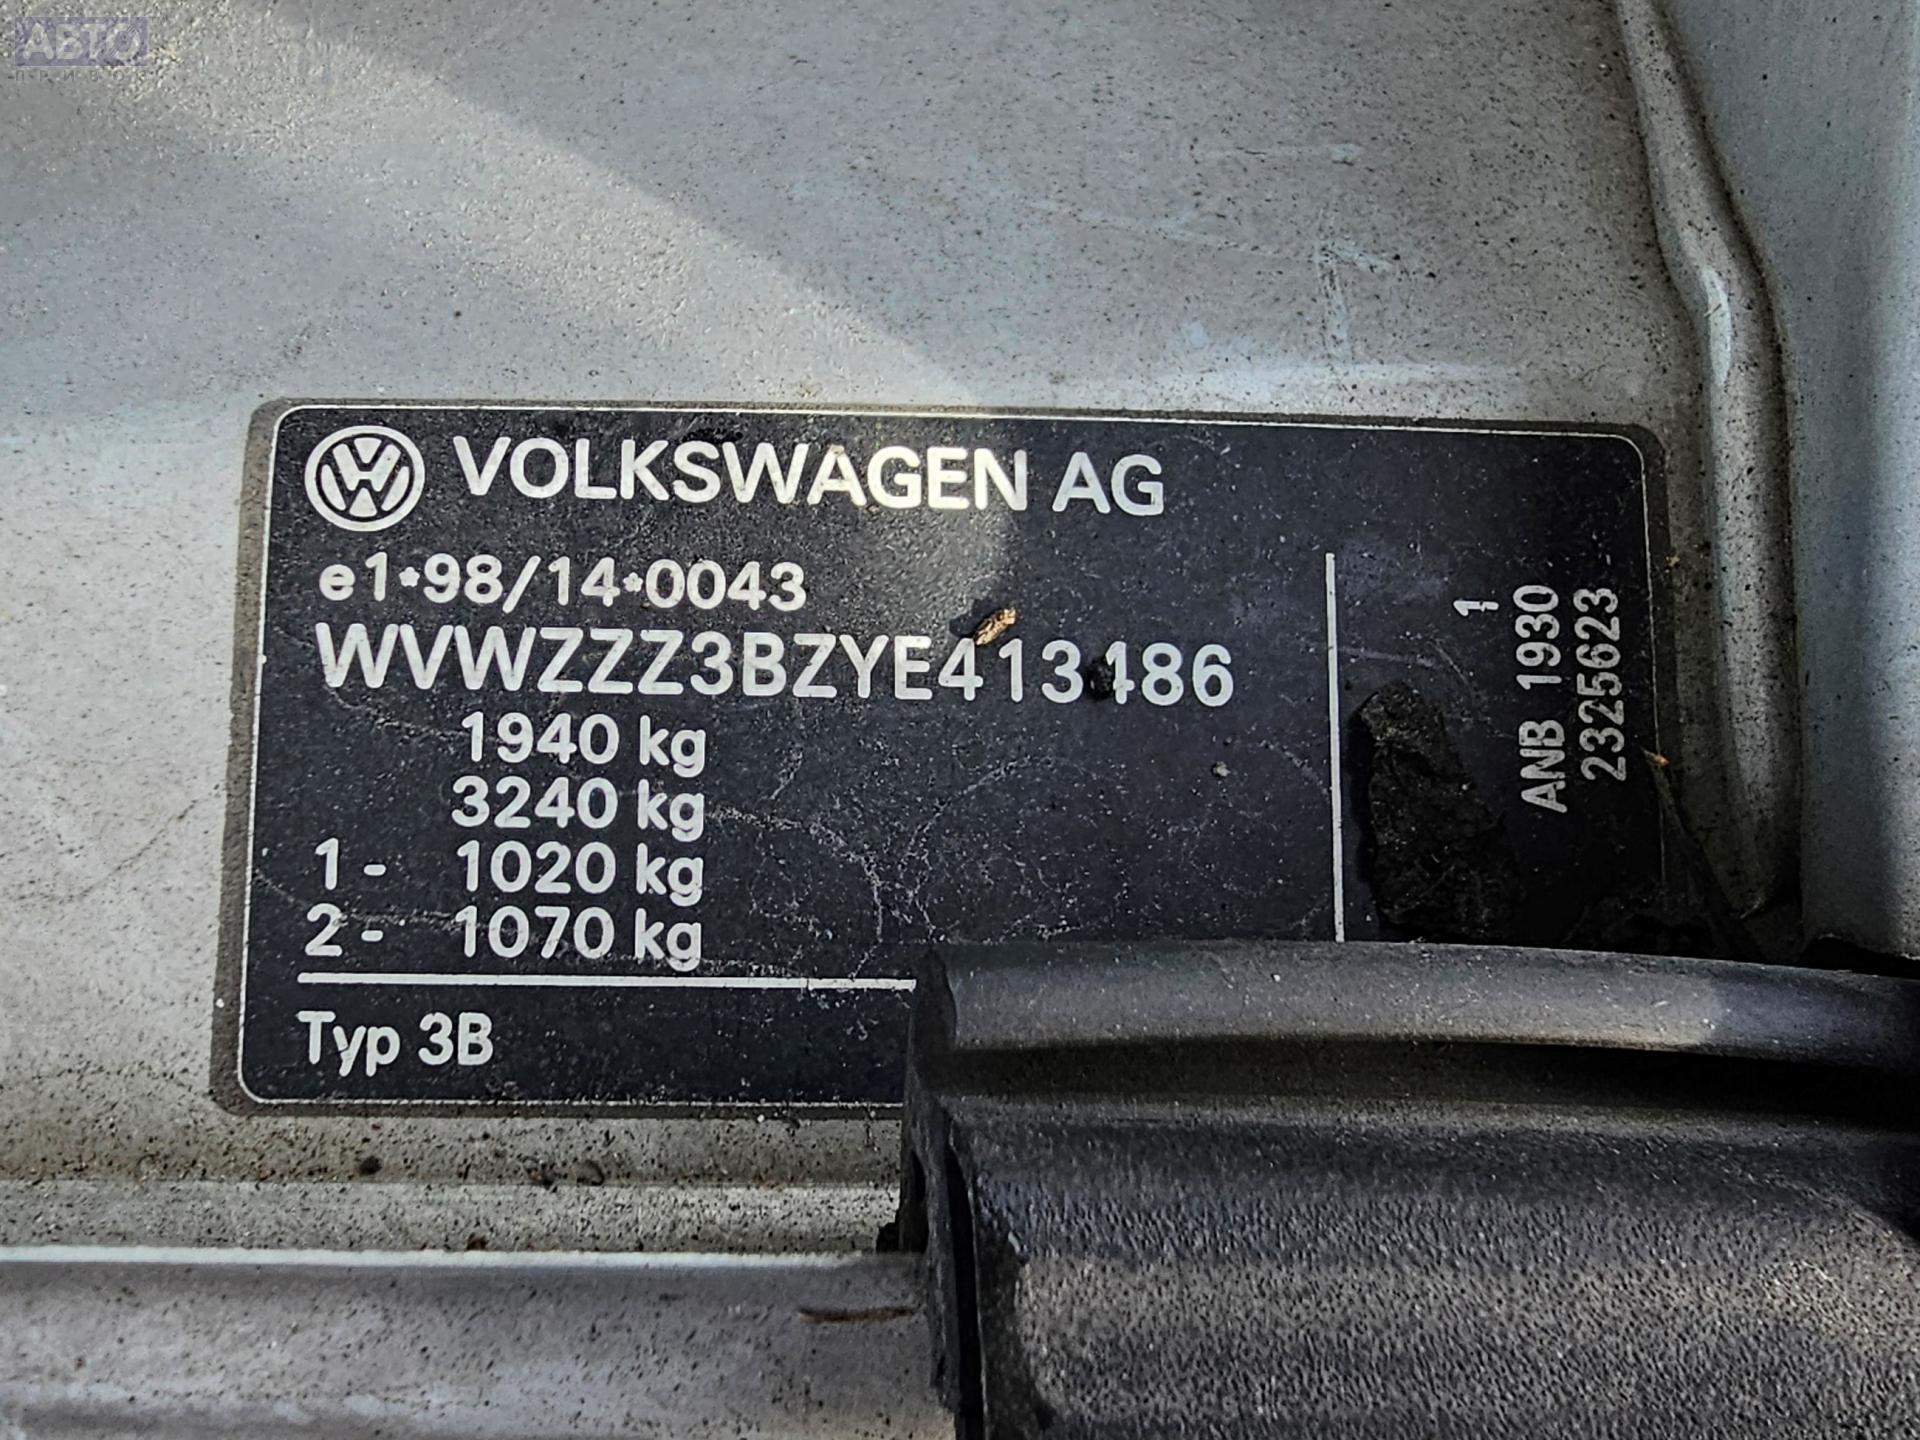 АВТО
ПРИВОЗ
VOLKSWAGEN AG
e1*98/14*0043
WVWZZZ3BZYE413486
1940 kg
3240 kg
1- 1020 kg
2- 1070 kg
Typ 3B
1
ANB 1930
2325623